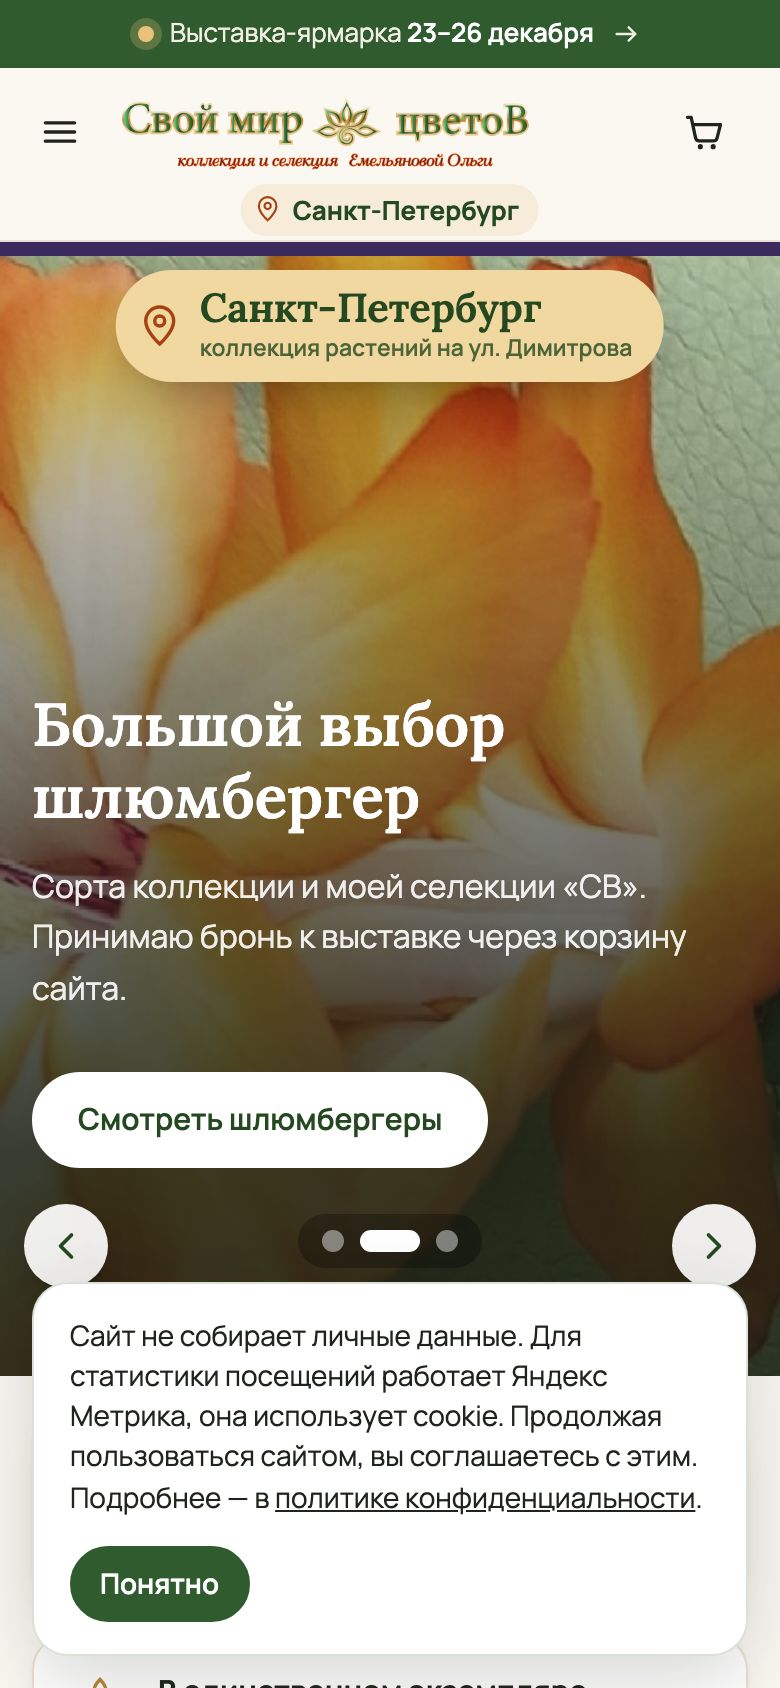 Выставка-ярмарка 23–26 декабря →
Свой мир цветоВ
коллекция и селекция Емельяновой Ольги
Санкт-Петербург
Санкт-Петербург
коллекция растений на ул. Димитрова
Большой выбор
шлюмбергер
Сорта коллекции и моей селекции «СВ».
Принимаю бронь к выставке через корзину
сайта.
Смотреть шлюмбергеры
Сайт не собирает личные данные. Для
статистики посещений работает Яндекс
Метрика, она использует cookie. Продолжая
пользоваться сайтом, вы соглашаетесь с этим.
Подробнее — в политике конфиденциальности.
Понятно
В единственном экземпляре